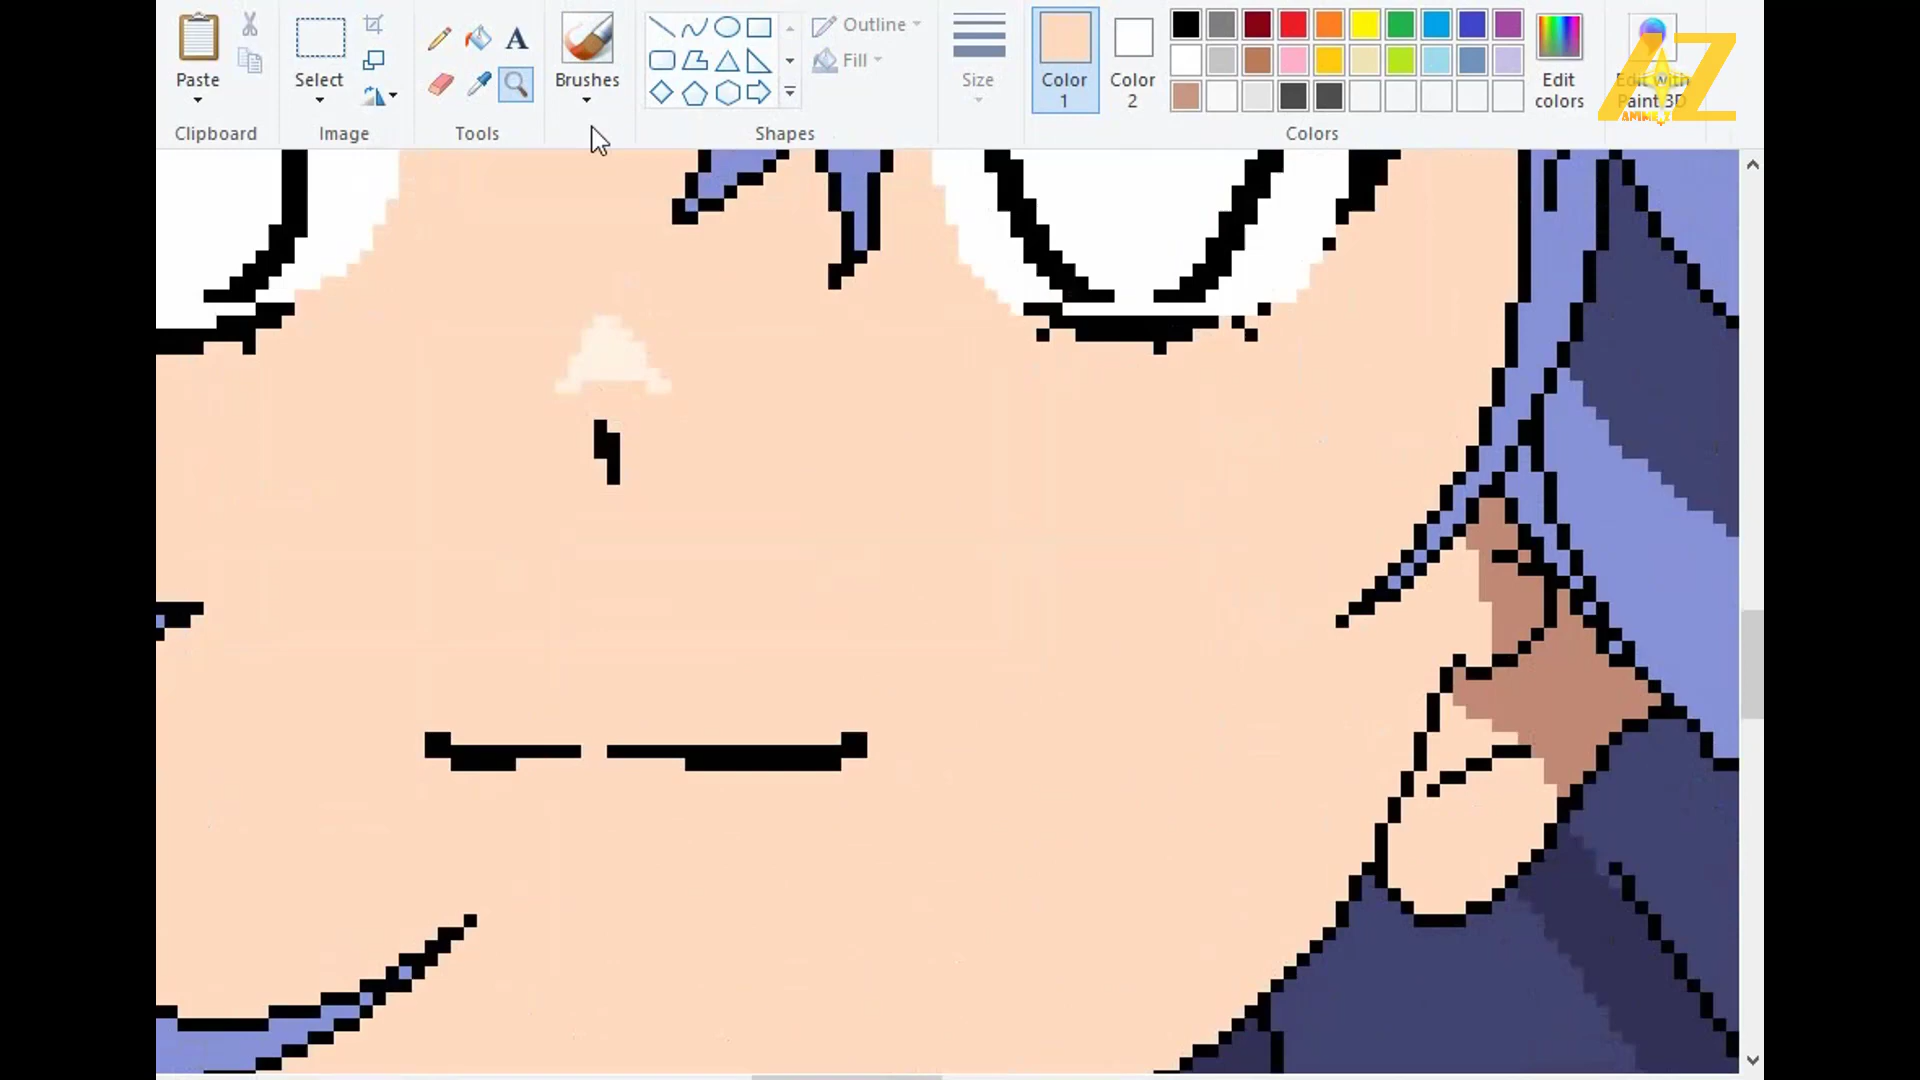 Paste
Select
A
Brushes
Outline
Fill
Size
Color
1
Color
2
Edit
colors
Edit with
Paint 3D
AZ
Clipboard
Image
Tools
Shapes
Colors